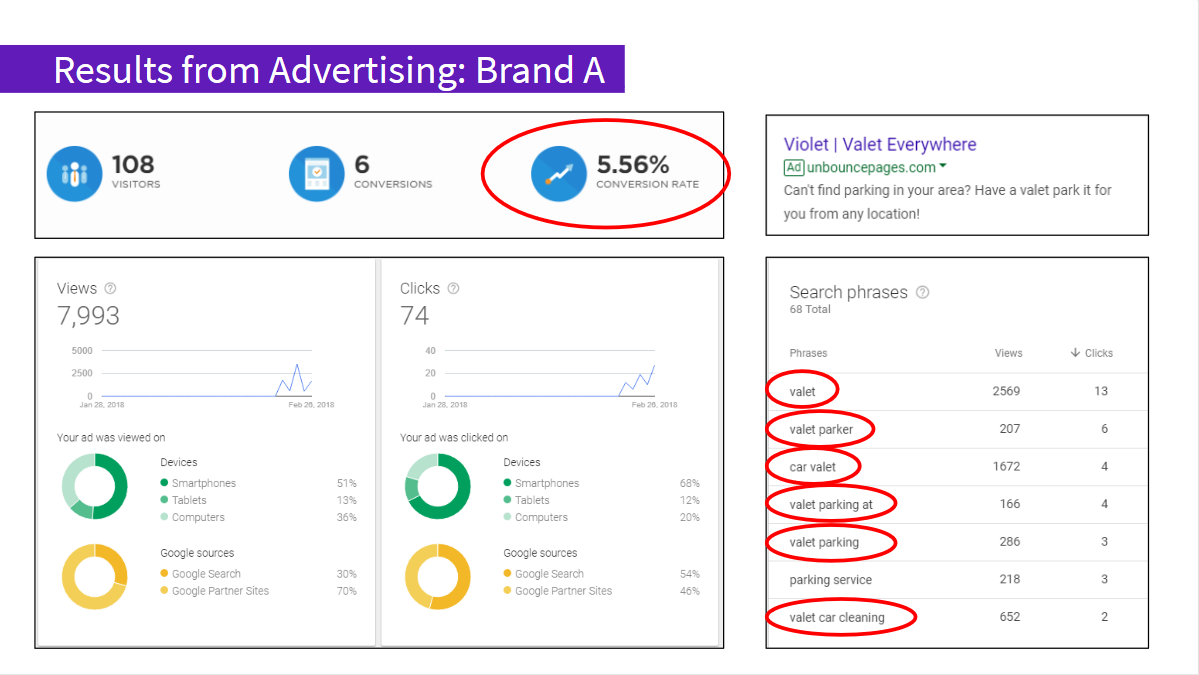 Results from Advertising: Brand A
108
VISITORS
6
CONVERSIONS
5.56%
CONVERSION RATE
Violet | Valet Everywhere
Ad unbouncepages.com
Can't find parking in your area? Have a valet park it for
you from any location!
Views
7,993
5000
2500
0
Jan 28, 2018 Feb 26, 2018
Your ad was viewed on
Devices
Smartphones 51%
Tablets 13%
Computers 36%
Google sources
Google Search 30%
Google Partner Sites 70%
Clicks
74
40
20
0
Jan 28, 2018 Feb 26, 2018
Your ad was clicked on
Devices
Smartphones 68%
Tablets 12%
Computers 20%
Google sources
Google Search 54%
Google Partner Sites 46%
Search phrases
68 Total
Phrases Views Clicks
valet 2569 13
valet parker 207 6
car valet 1672 4
valet parking at 166 4
valet parking 286 3
parking service 218 3
valet car cleaning 652 2